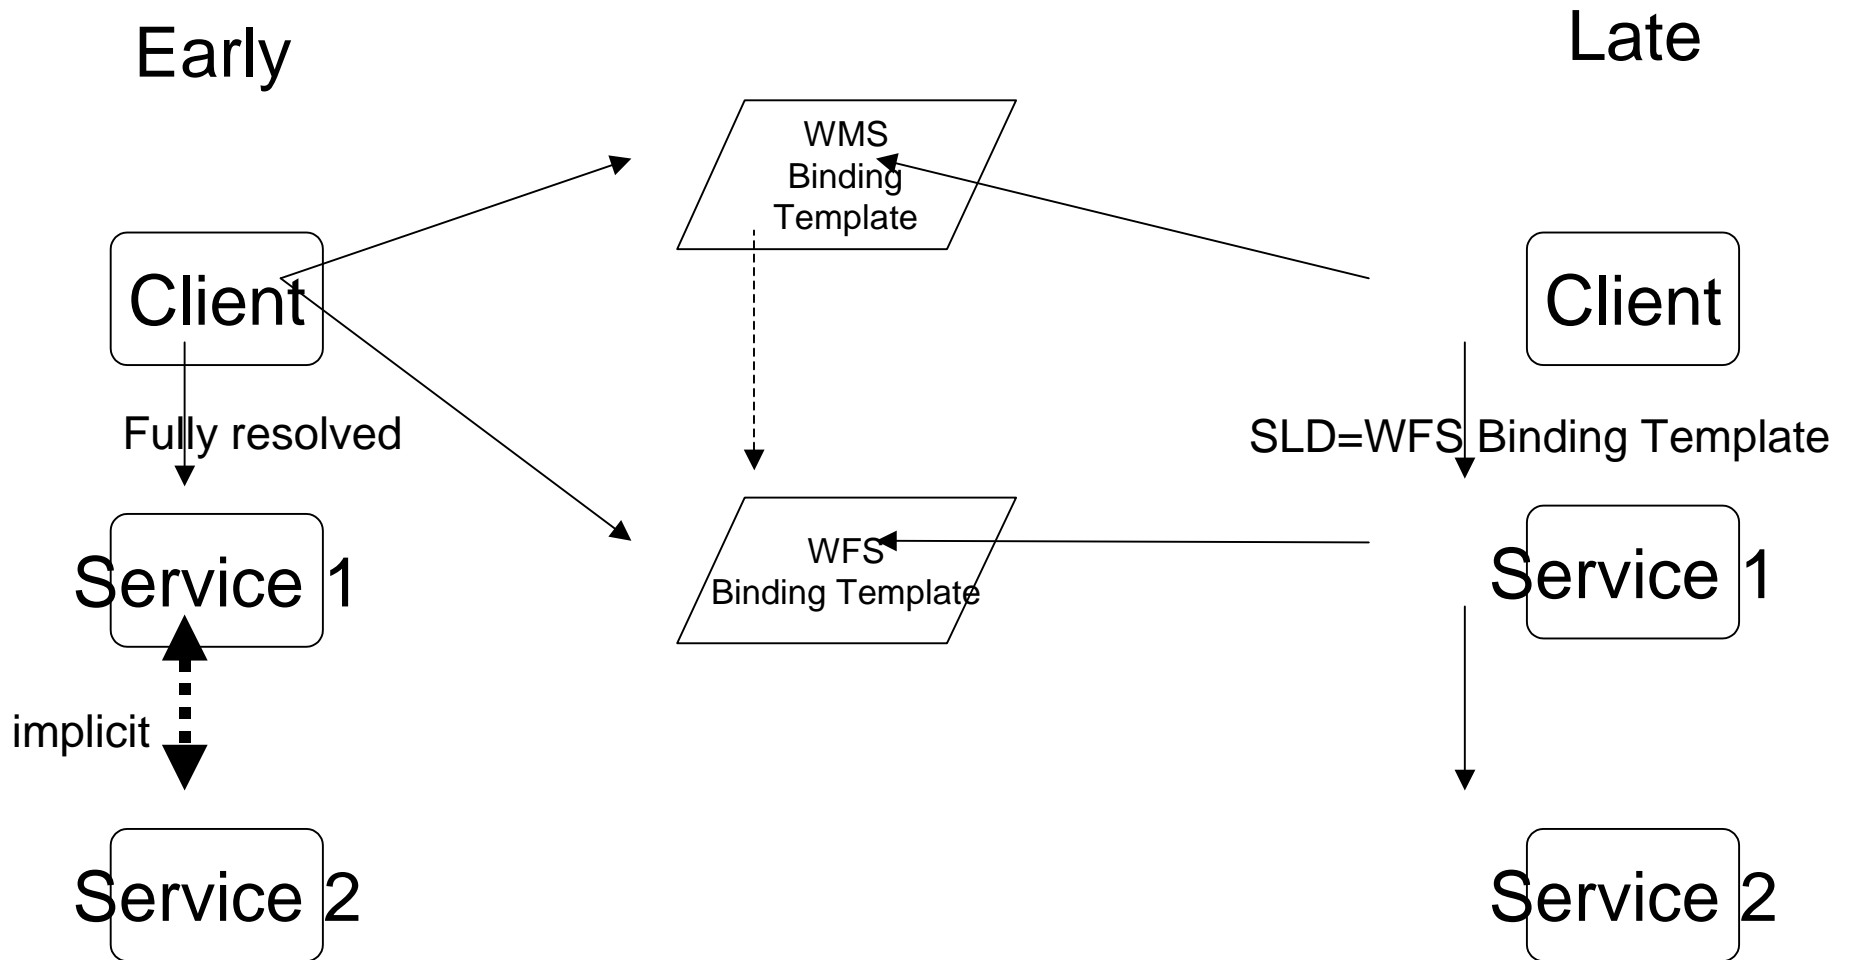 Early
Late
WMS
Binding
Template
Client
Client
Fully resolved
SLD=WFS Binding Template
Service 1
WFS
Binding Template
Service 1
implicit
Service 2
Service 2